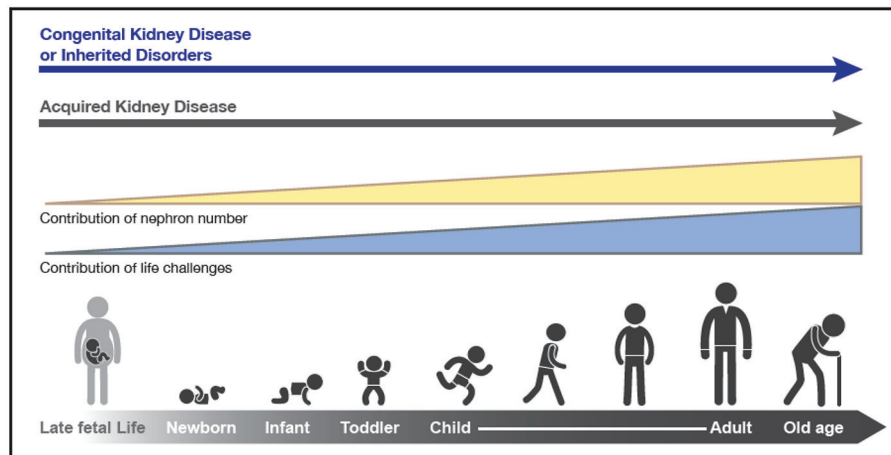 Congenital Kidney Disease
or Inherited Disorders
Acquired Kidney Disease
Contribution of nephron number
Contribution of life challenges
Late fetal Life Newborn Infant Toddler Child Adult Old age